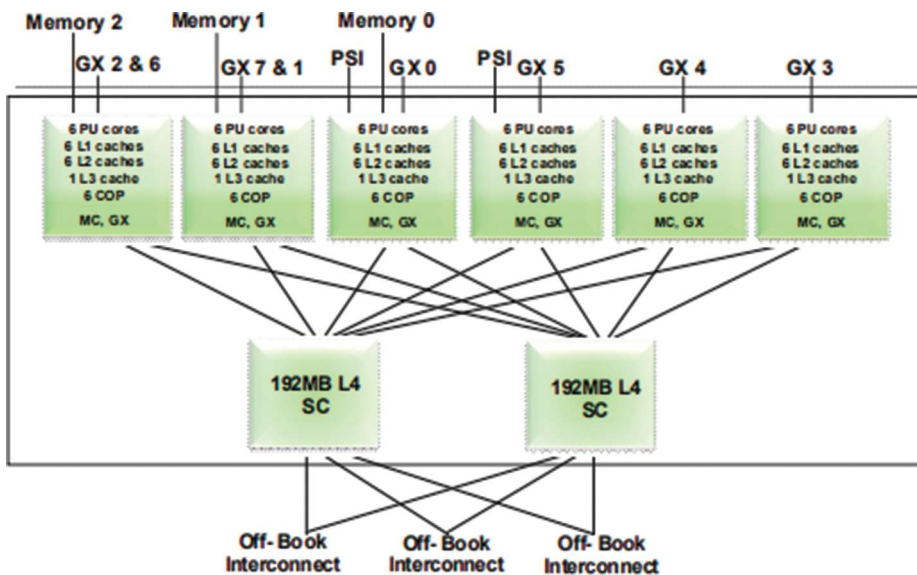 Memory 2
Memory 1
Memory 0
GX 2 & 6
GX 7 & 1
PSI
GX 0
PSI
GX 5
GX 4
GX 3
6 PU cores
6 L1 caches
6 L2 caches
1 L3 cache
6 COP
MC, GX
6 PU cores
6 L1 caches
6 L2 caches
1 L3 cache
6 COP
MC, GX
6 PU cores
6 L1 caches
6 L2 caches
1 L3 cache
6 COP
MC, GX
6 PU cores
6 L1 caches
6 L2 caches
1 L3 cache
6 COP
MC, GX
6 PU cores
6 L1 caches
6 L2 caches
1 L3 cache
6 COP
MC, GX
6 PU cores
6 L1 caches
6 L2 caches
1 L3 cache
6 COP
MC, GX
192MB L4
SC
192MB L4
SC
Off- Book
Interconnect
Off- Book
Interconnect
Off- Book
Interconnect